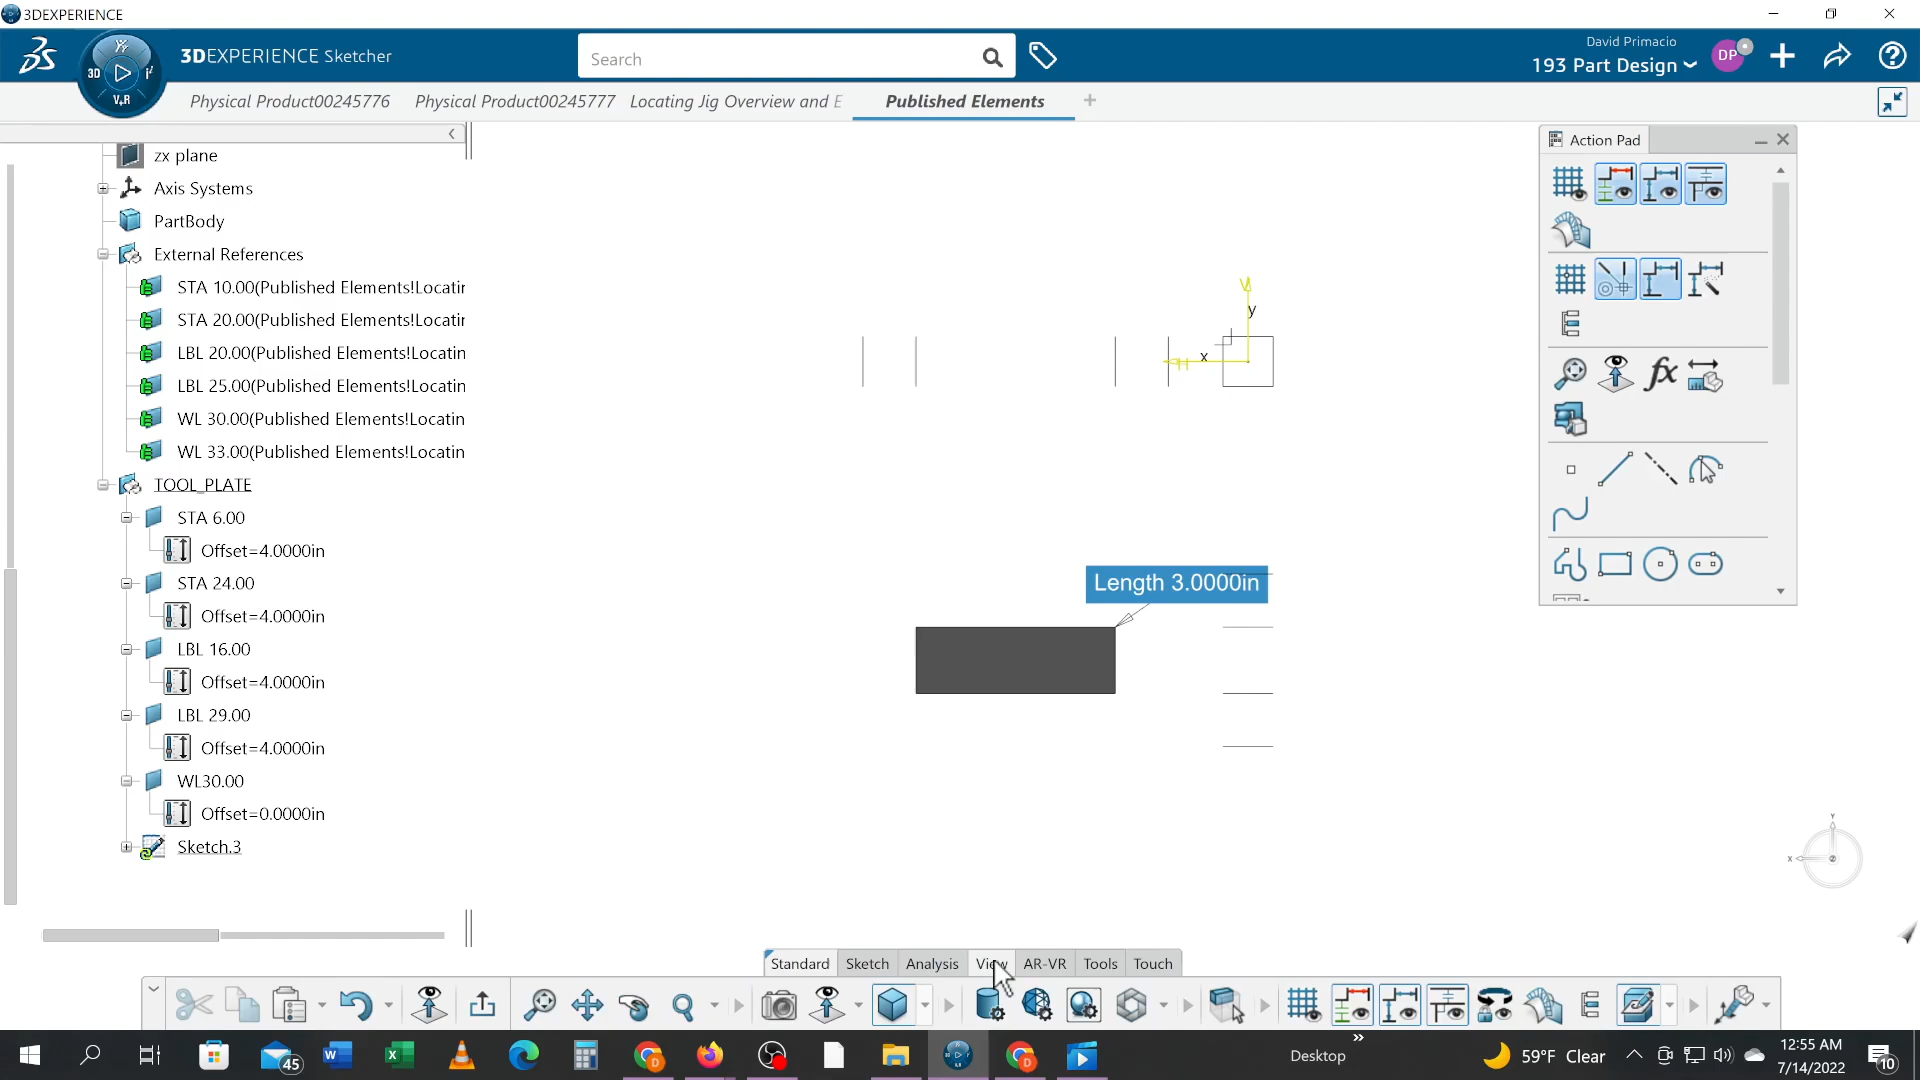 3DEXPERIENCE
3DEXPERIENCE Sketcher
3D
V+R
Search
David Primacio
193 Part Design
DP
Physical Product00245776
Physical Product00245777
Locating Jig Overview and E
Published Elements
zx plane
Axis Systems
PartBody
External References
STA 10.00(Published Elements!Locatin
STA 20.00(Published Elements!Locatin
LBL 20.00(Published Elements!Locatin
LBL 25.00(Published Elements!Locatin
WL 30.00(Published Elements!Locatin
WL 33.00(Published Elements!Locatin
TOOL_PLATE
STA 6.00
Offset=4.0000in
STA 24.00
Offset=4.0000in
LBL 16.00
Offset=4.0000in
LBL 29.00
Offset=4.0000in
WL30.00
Offset=0.0000in
Sketch.3
V
y
x
H
Length 3.0000in
Action Pad
fx
Y
X
Z
Standard
Sketch
Analysis
View
AR-VR
Tools
Touch
45
Desktop
59°F Clear
12:55 AM
7/14/2022
10